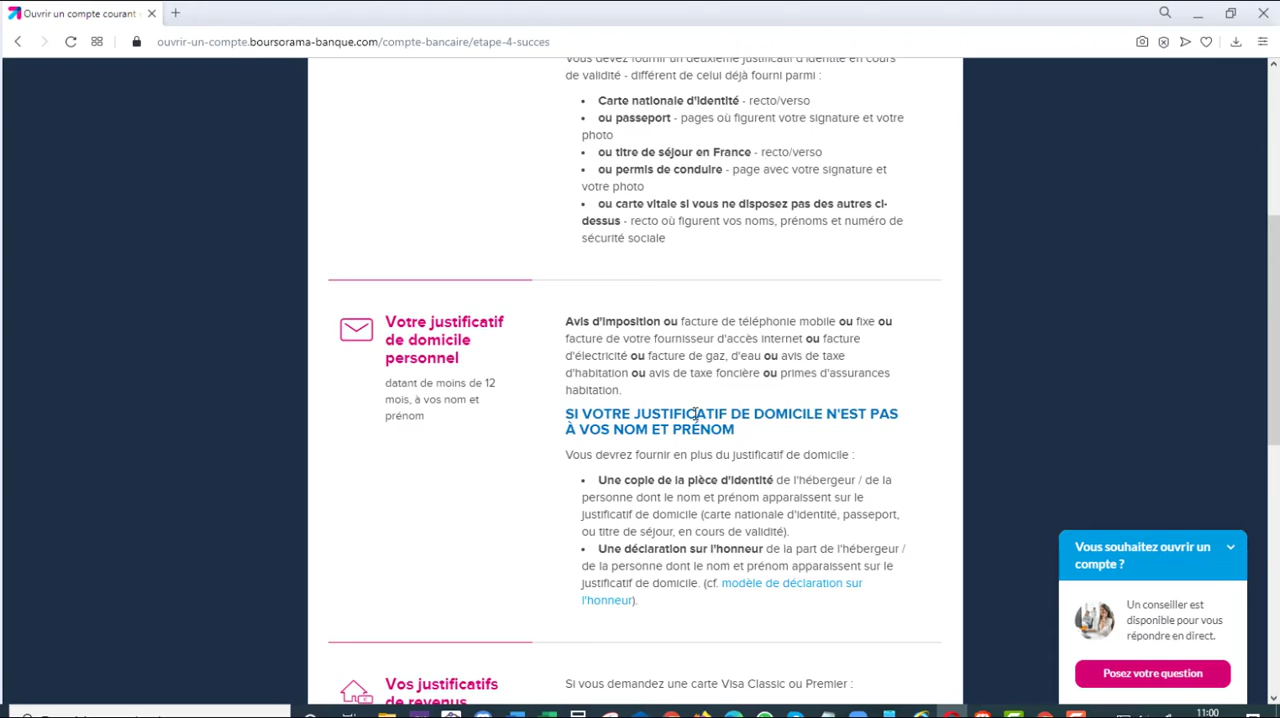 Ouvrir un compte courant
ouvrir-un-compte.boursorama-banque.com/compte-bancaire/etape-4-succes
Vous devez fournir un deuxième justificatif d'identité en cours
de validité - différent de celui déjà fourni parmi :
• Carte nationale d'identité - recto/verso
• ou passeport - pages où figurent votre signature et votre
photo
• ou titre de séjour en France - recto/verso
• ou permis de conduire - page avec votre signature et
votre photo
• ou carte vitale si vous ne disposez pas des autres ci-
dessus - recto où figurent vos noms, prénoms et numéro de
sécurité sociale
Votre justificatif
de domicile
personnel
datant de moins de 12
mois, à vos nom et
prénom
Avis d'imposition ou facture de téléphonie mobile ou fixe ou
facture de votre fournisseur d'accès internet ou facture
d'électricité ou facture de gaz, d'eau ou avis de taxe
d'habitation ou avis de taxe foncière ou primes d'assurances
habitation.
SI VOTRE JUSTIFICATIF DE DOMICILE N'EST PAS
À VOS NOM ET PRÉNOM
Vous devrez fournir en plus du justificatif de domicile :
• Une copie de la pièce d'identité de l'hébergeur / de la
personne dont le nom et prénom apparaissent sur le
justificatif de domicile (carte nationale d'identité, passeport,
ou titre de séjour, en cours de validité).
• Une déclaration sur l'honneur de la part de l'hébergeur /
de la personne dont le nom et prénom apparaissent sur le
justificatif de domicile. (cf. modèle de déclaration sur
l'honneur).
Vos justificatifs
de revenus
Si vous demandez une carte Visa Classic ou Premier :
Vous souhaitez ouvrir un
compte ?
Un conseiller est
disponible pour vous
répondre en direct.
Posez votre question
11:00